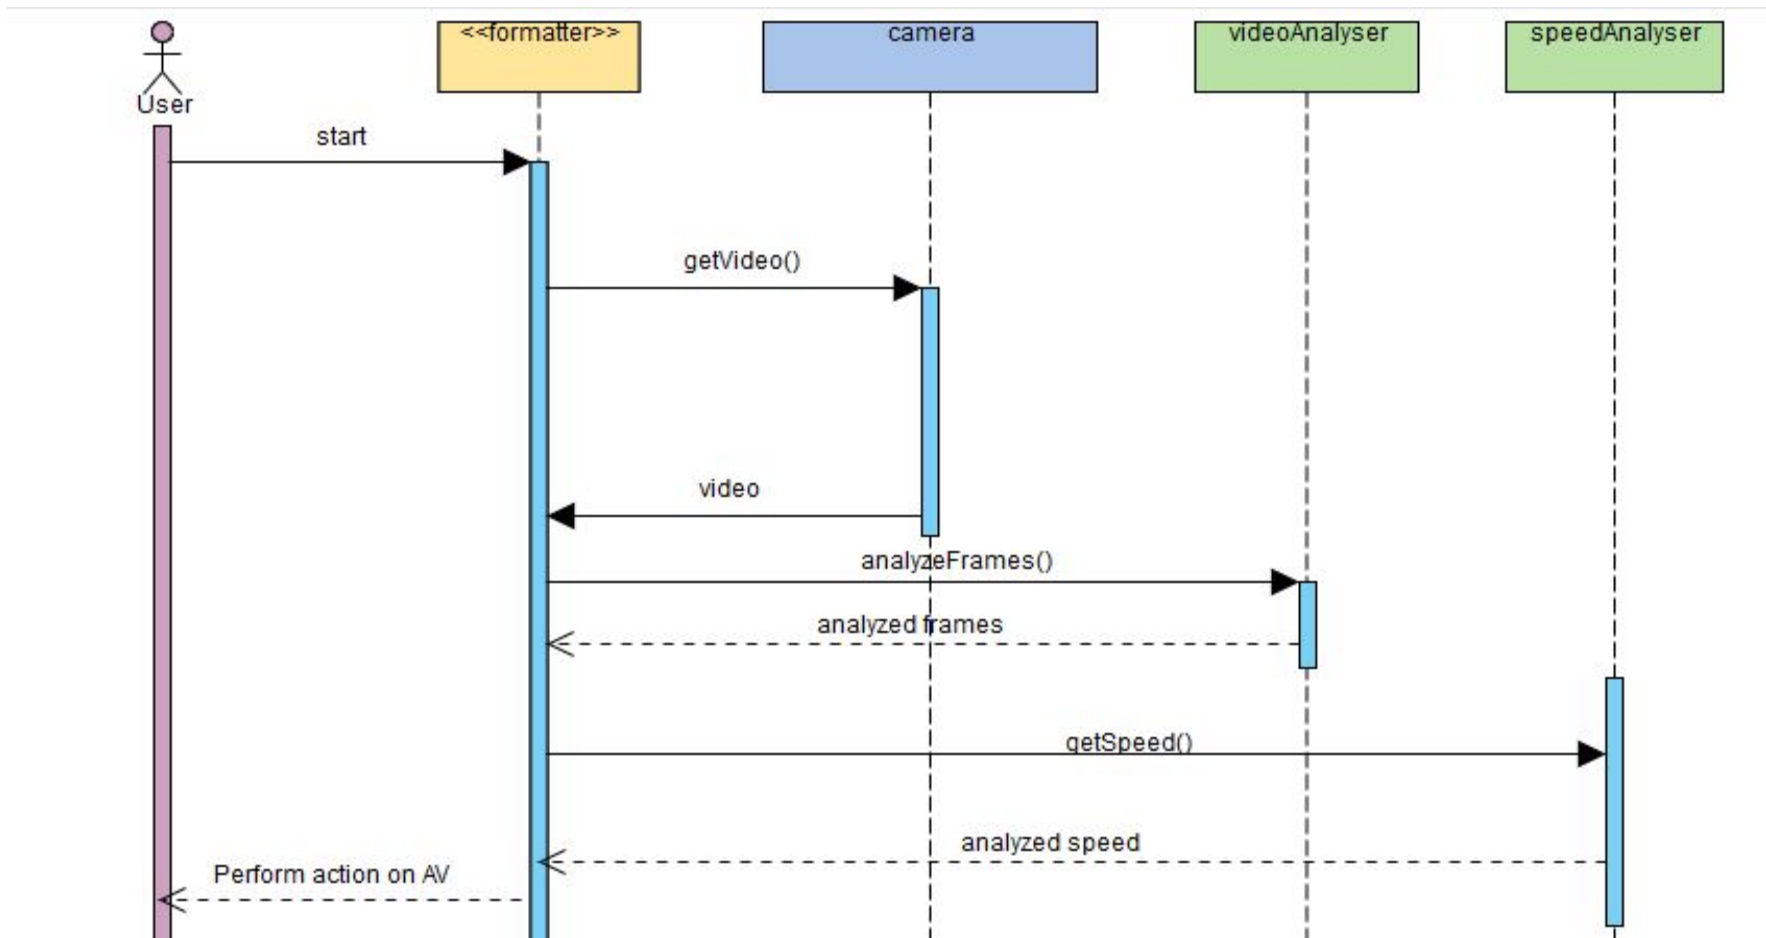 <<formatter>>
camera
videoAnalyser
speedAnalyser
User
start
getVideo()
video
analyzeFrames()
analyzed frames
getSpeed()
analyzed speed
Perform action on AV